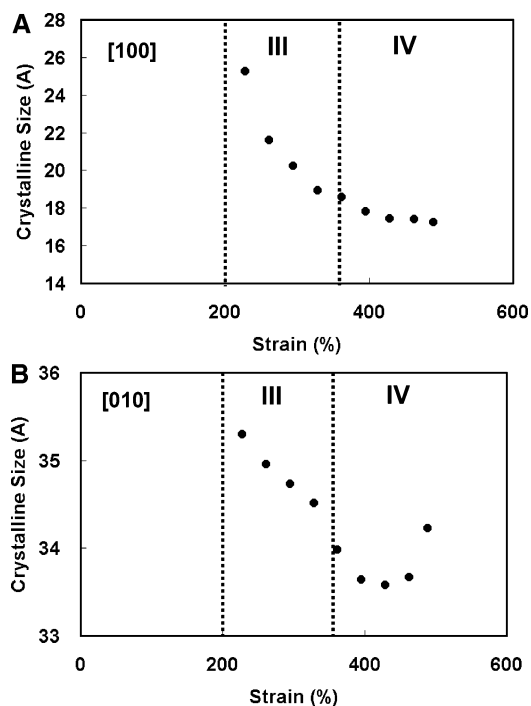 A
28
26
24
22
20
18
16
14
Crystalline Size (A)
[100]
III
IV
0
200
400
600
Strain (%)
B
36
35
34
33
Crystalline Size (A)
[010]
III
IV
0
200
400
600
Strain (%)